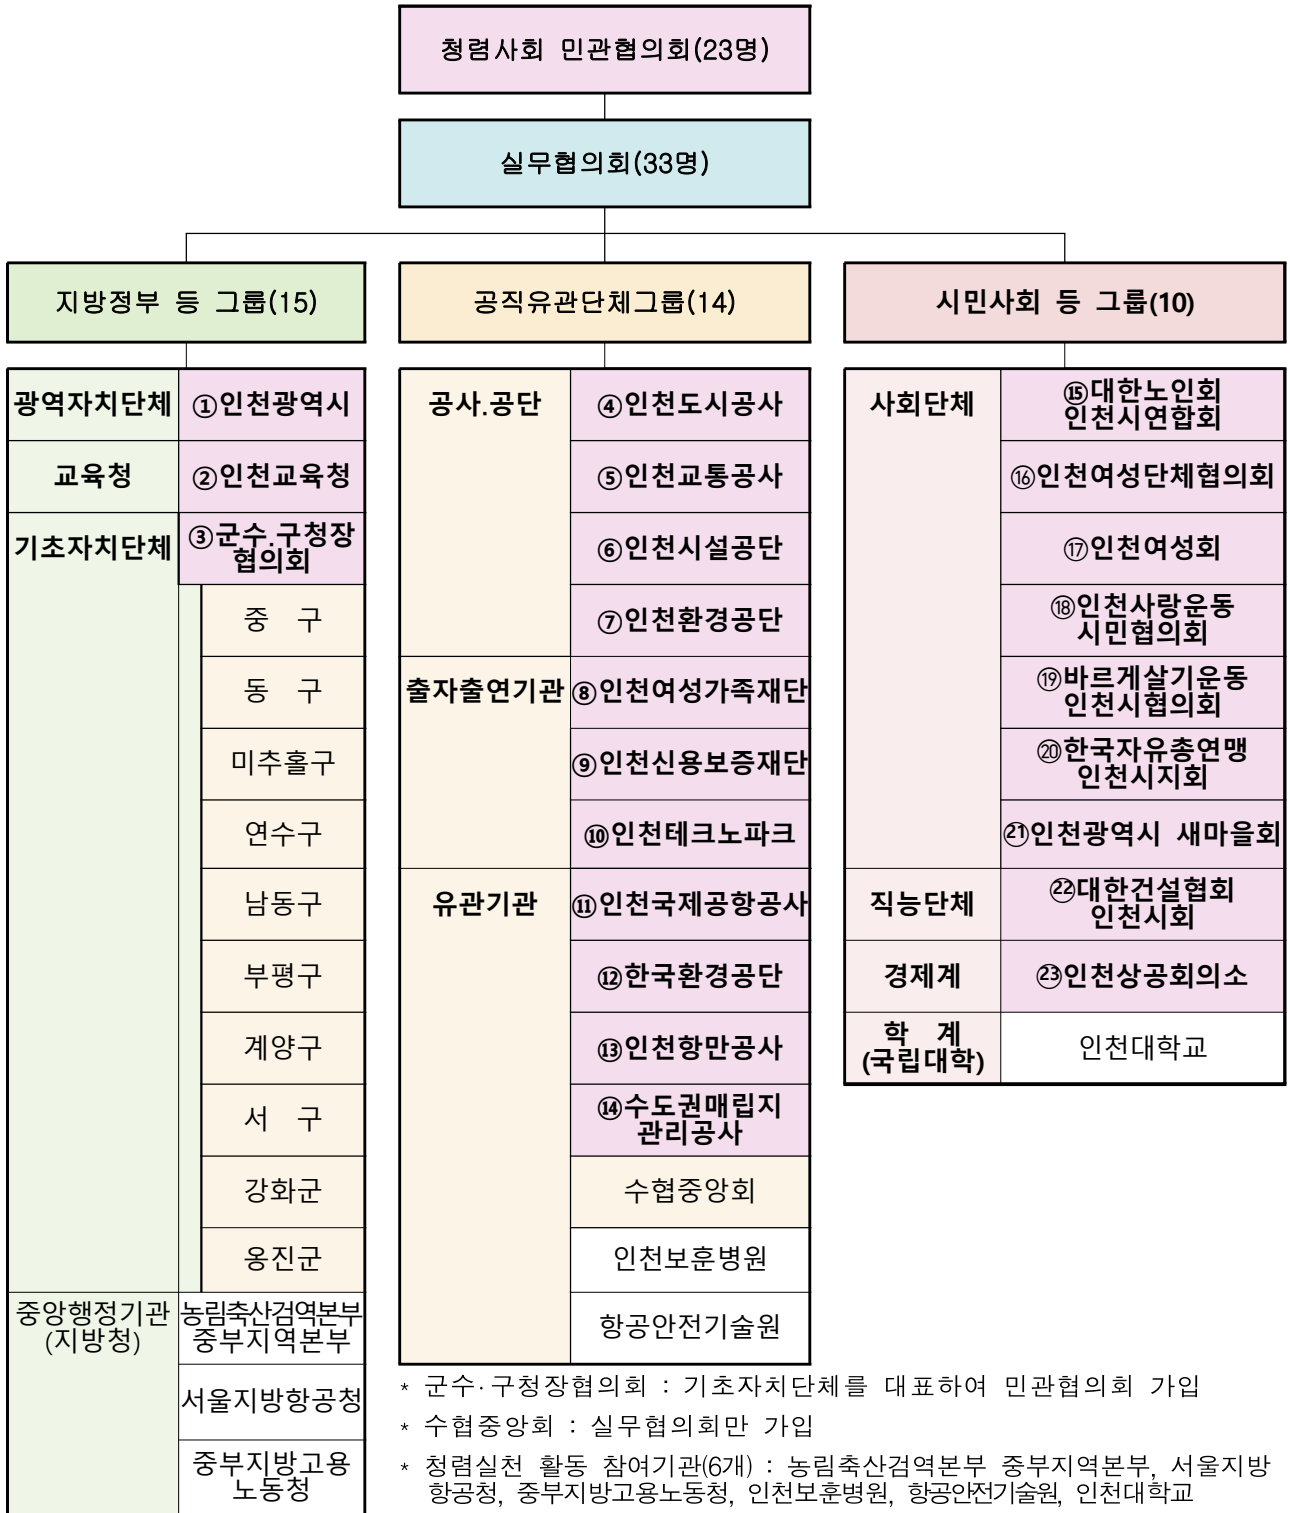 청렴사회 민관협의회(23명)
실무협의회(33명)
지방정부 등 그룹(15)
광역자치단체
①인천광역시
교육청
②인천교육청
기초자치단체
③군수.구청장
협의회
중 구
동 구
미추홀구
연수구
남동구
부평구
계양구
서 구
강화군
옹진군
중앙행정기관
(지방청)
농림축산검역본부
중부지역본부
서울지방항공청
중부지방고용
노동청
공직유관단체그룹(14)
공사.공단
④인천도시공사
⑤인천교통공사
⑥인천시설공단
⑦인천환경공단
출자출연기관
⑧인천여성가족재단
⑨인천신용보증재단
⑩인천테크노파크
유관기관
⑪인천국제공항공사
⑫한국환경공단
⑬인천항만공사
⑭수도권매립지
관리공사
수협중앙회
인천보훈병원
항공안전기술원
시민사회 등 그룹(10)
사회단체
⑮대한노인회
인천시연합회
⑯인천여성단체협의회
⑰인천여성회
⑱인천사랑운동
시민협의회
⑲바르게살기운동
인천시협의회
⑳한국자유총연맹
인천시지회
㉑인천광역시 새마을회
직능단체
㉒대한건설협회
인천시회
경제계
㉓인천상공회의소
학 계
(국립대학)
인천대학교
* 군수·구청장협의회 : 기초자치단체를 대표하여 민관협의회 가입
* 수협중앙회 : 실무협의회만 가입
* 청렴실천 활동 참여기관(6개) : 농림축산검역본부 중부지역본부, 서울지방
항공청, 중부지방고용노동청, 인천보훈병원, 항공안전기술원, 인천대학교